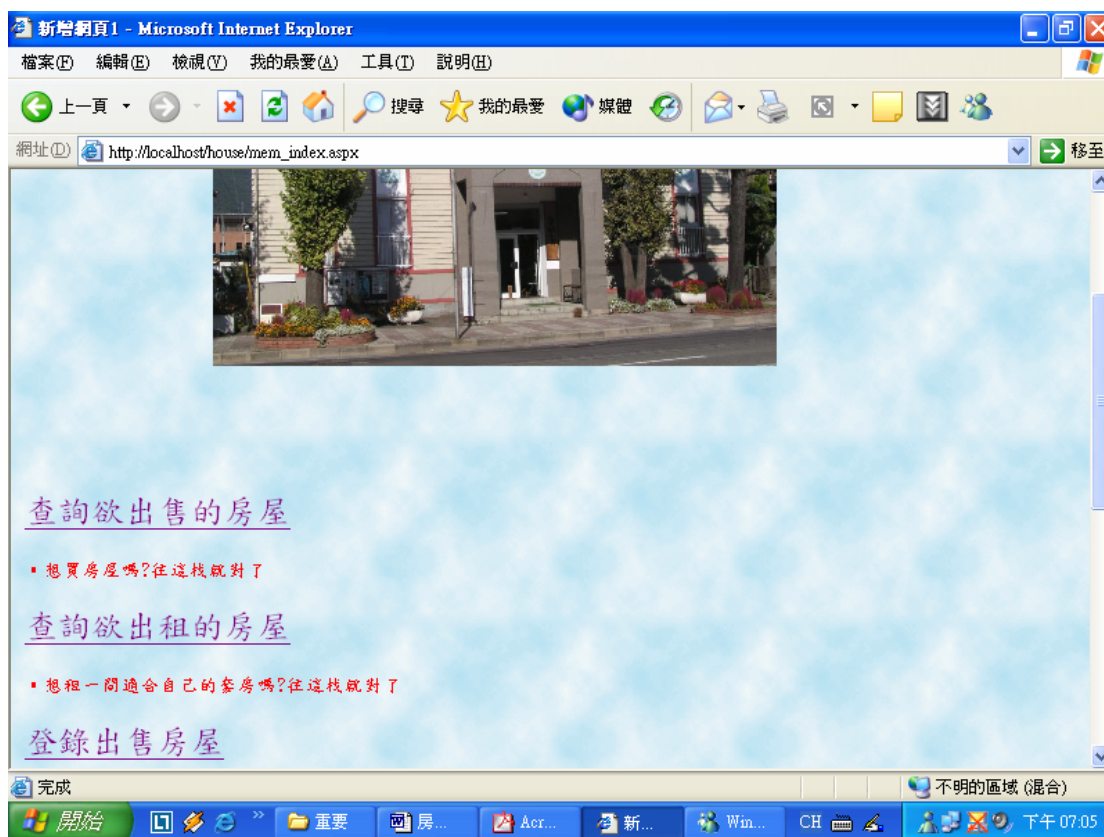 新增網頁1 - Microsoft Internet Explorer
檔案(F) 編輯(E) 檢視(V) 我的最愛(A) 工具(T) 說明(H)
上一頁 搜尋 我的最愛 媒體
網址(D) http://localhost/house/mem_index.aspx 移至
查詢欲出售的房屋
▪ 想買房屋嗎?往這找就對了
查詢欲出租的房屋
▪ 想租一間適合自己的套房嗎?往這找就對了
登錄出售房屋
完成 不明的區域 (混合)
開始 » 重要 房... Acr... 新... Win... CH 下午 07:05